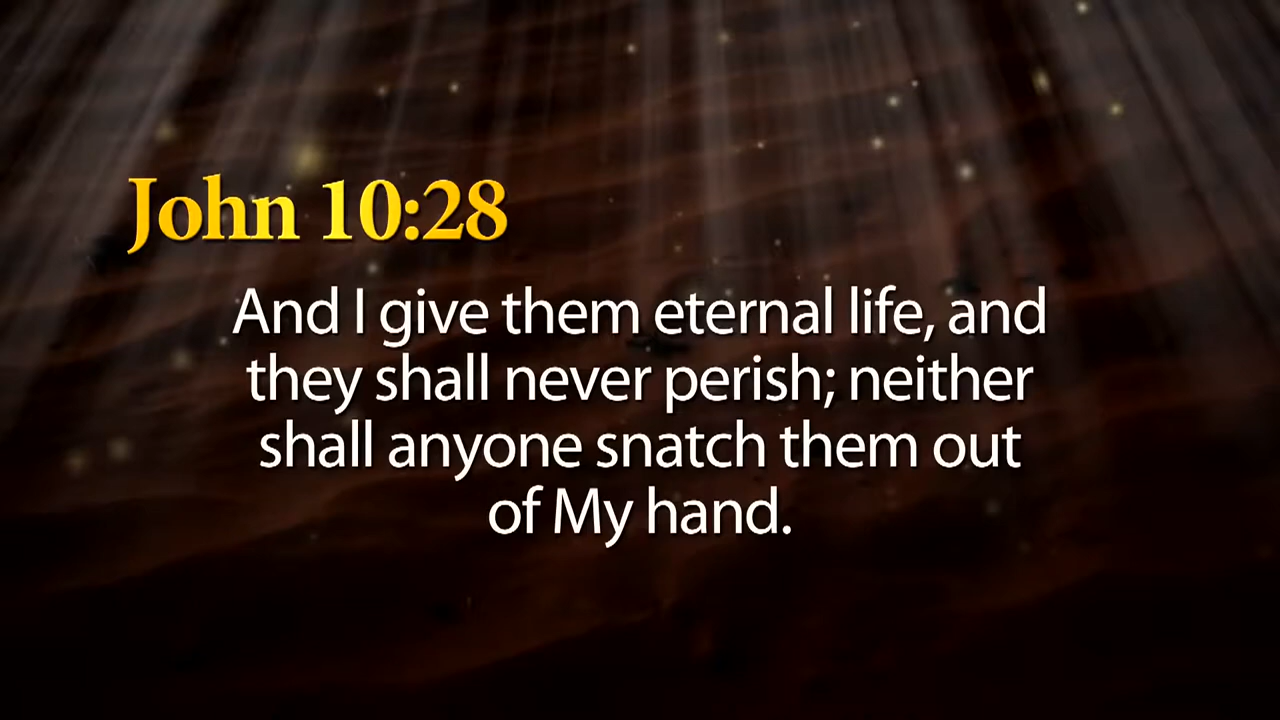 John 10:28
And I give them eternal life, and
they shall never perish; neither
shall anyone snatch them out
of My hand.